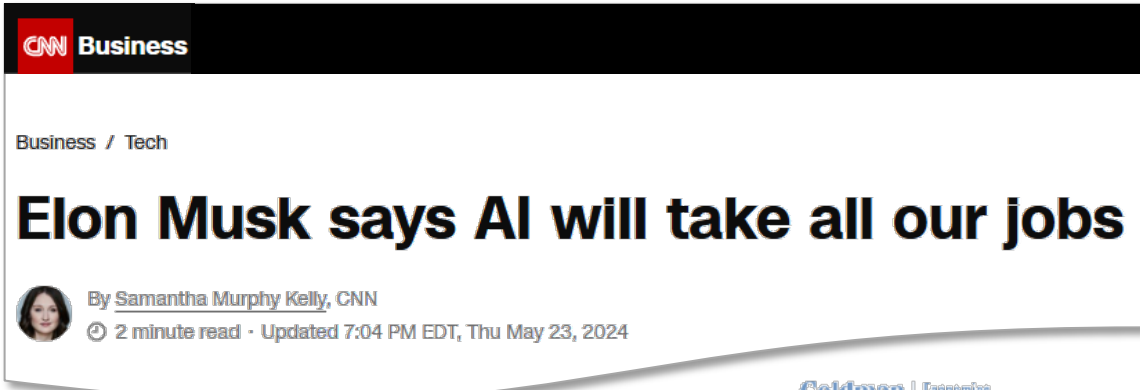 CNN Business
Business / Tech
Elon Musk says AI will take all our jobs
By Samantha Murphy Kelly, CNN
2 minute read · Updated 7:04 PM EDT, Thu May 23, 2024
Goldman